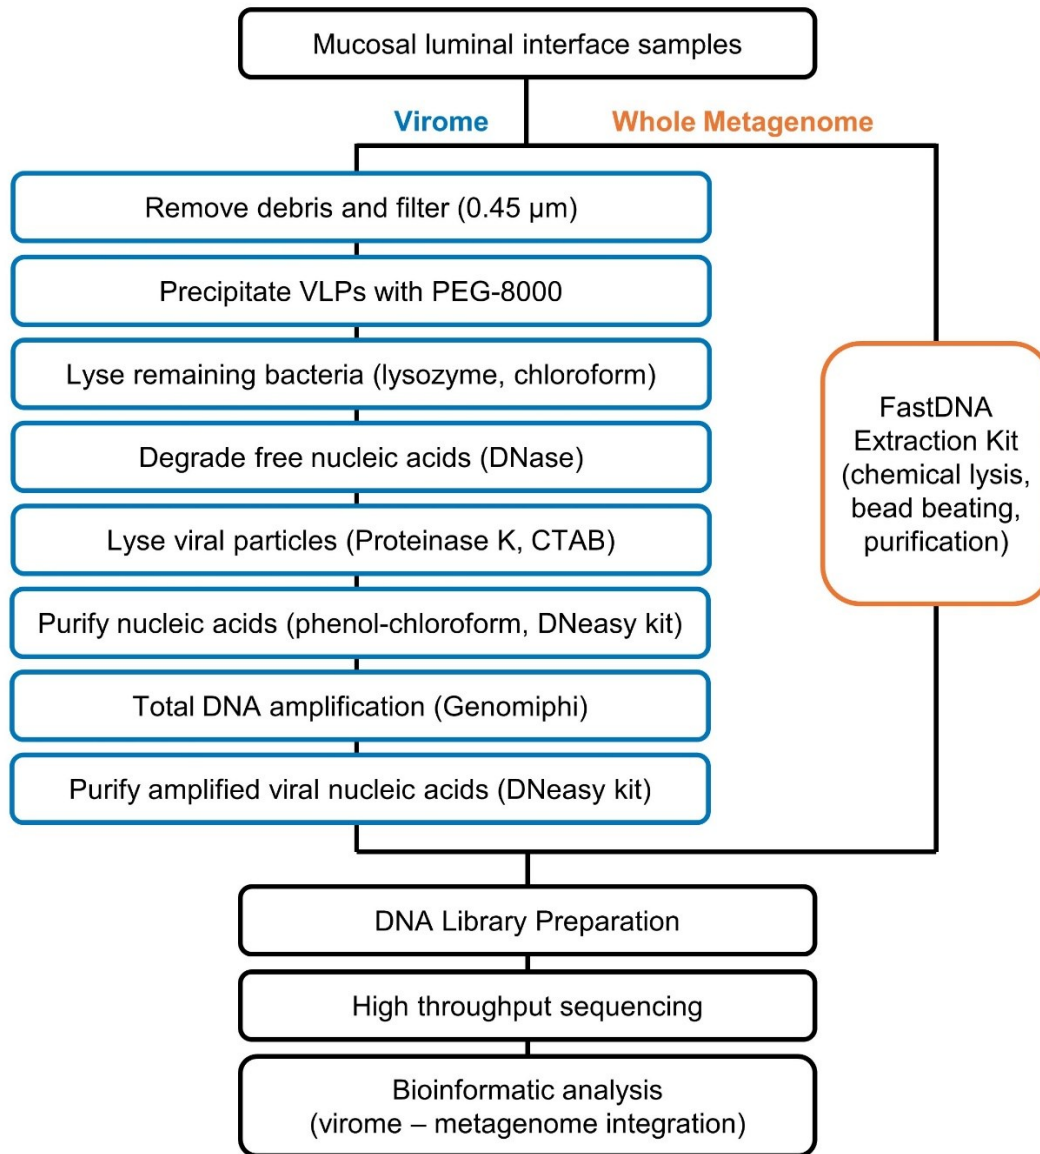 Mucosal luminal interface samples
Virome
Whole Metagenome
Remove debris and filter (0.45 µm)
Precipitate VLPs with PEG-8000
Lyse remaining bacteria (lysozyme, chloroform)
Degrade free nucleic acids (DNase)
Lyse viral particles (Proteinase K, CTAB)
Purify nucleic acids (phenol-chloroform, DNeasy kit)
Total DNA amplification (Genomiphi)
Purify amplified viral nucleic acids (DNeasy kit)
FastDNA
Extraction Kit
(chemical lysis,
bead beating,
purification)
DNA Library Preparation
High throughput sequencing
Bioinformatic analysis
(virome – metagenome integration)